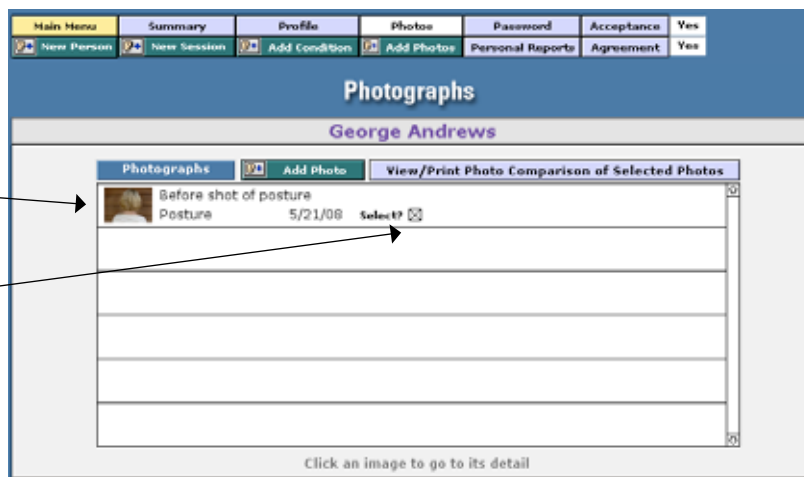 Main Menu Summary Profile Photos Password Acceptance Yes
New Person New Session Add Condition Add Photos Personal Reports Agreement Yes
Photographs
George Andrews
Photographs Add Photo View/Print Photo Comparison of Selected Photos
Before shot of posture
Posture 5/21/08 Select?
Click an image to go to its detail